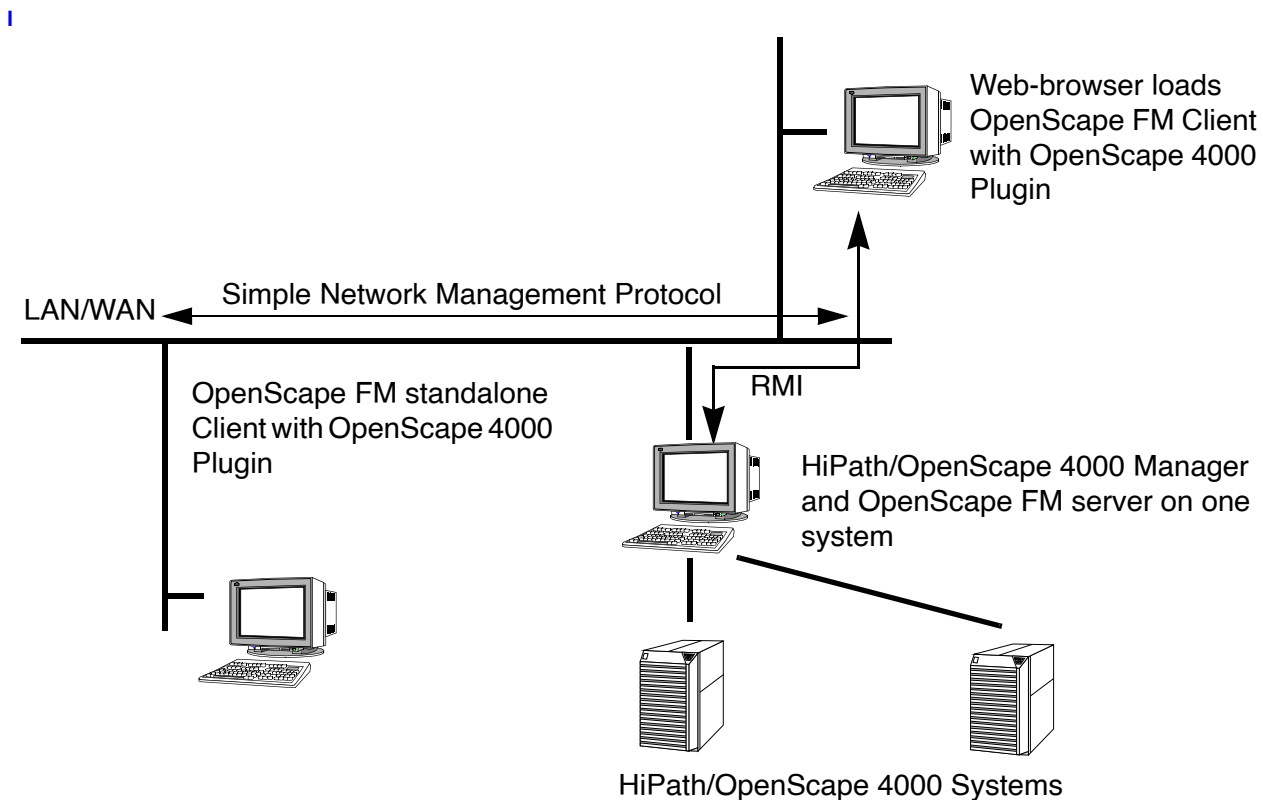 Web-browser loads
OpenScape FM Client
with OpenScape 4000
Plugin
Simple Network Management Protocol
LAN/WAN
RMI
OpenScape FM standalone
Client with OpenScape 4000
Plugin
HiPath/OpenScape 4000 Manager
and OpenScape FM server on one
system
HiPath/OpenScape 4000 Systems